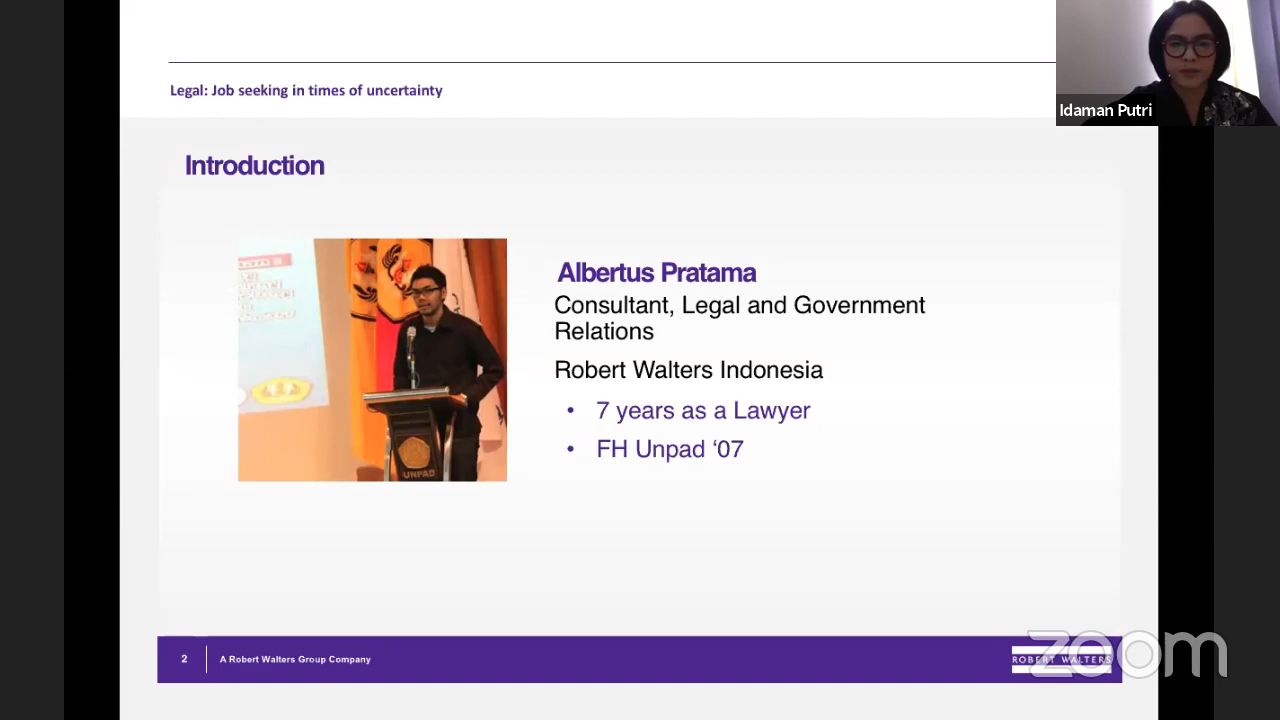 Legal: Job seeking in times of uncertainty
Idaman Putri
Introduction
Albertus Pratama
Consultant, Legal and Government
Relations
Robert Walters Indonesia
• 7 years as a Lawyer
• FH Unpad ‘07
UNPAD
2
A Robert Walters Group Company
ROBERT WALTERS
zoom